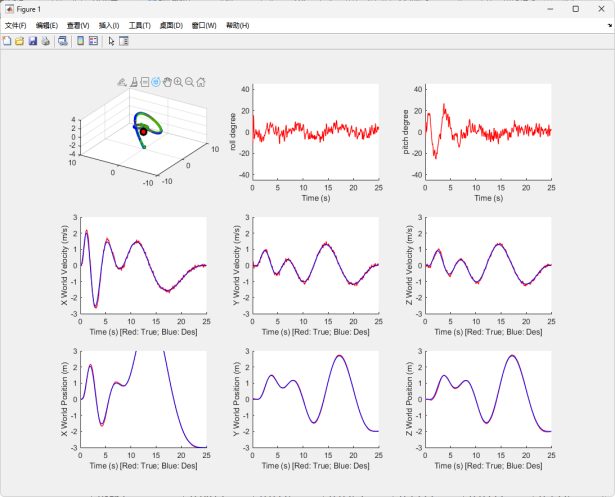 Figure 1
文件(F) 编辑(E) 查看(V) 插入(I) 工具(T) 桌面(D) 窗口(W) 帮助(H)
4
2
0
-2
-4
10
0
-10
-10
0
10
roll degree
40
20
0
-20
-40
0 5 10 15 20 25
Time (s)
pitch degree
40
20
0
-20
-40
0 5 10 15 20 25
Time (s)
X World Velocity (m/s)
3
2
1
0
-1
-2
-3
0 5 10 15 20 25
Time (s) [Red: True; Blue: Des]
Y World Velocity (m/s)
3
2
1
0
-1
-2
-3
0 5 10 15 20 25
Time (s) [Red: True; Blue: Des]
Z World Velocity (m/s)
3
2
1
0
-1
-2
-3
0 5 10 15 20 25
Time (s) [Red: True; Blue: Des]
X World Position (m)
3
2
1
0
-1
-2
-3
0 5 10 15 20 25
Time (s) [Red: True; Blue: Des]
Y World Position (m)
3
2
1
0
-1
-2
-3
0 5 10 15 20 25
Time (s) [Red: True; Blue: Des]
Z World Position (m)
3
2
1
0
-1
-2
-3
0 5 10 15 20 25
Time (s) [Red: True; Blue: Des]